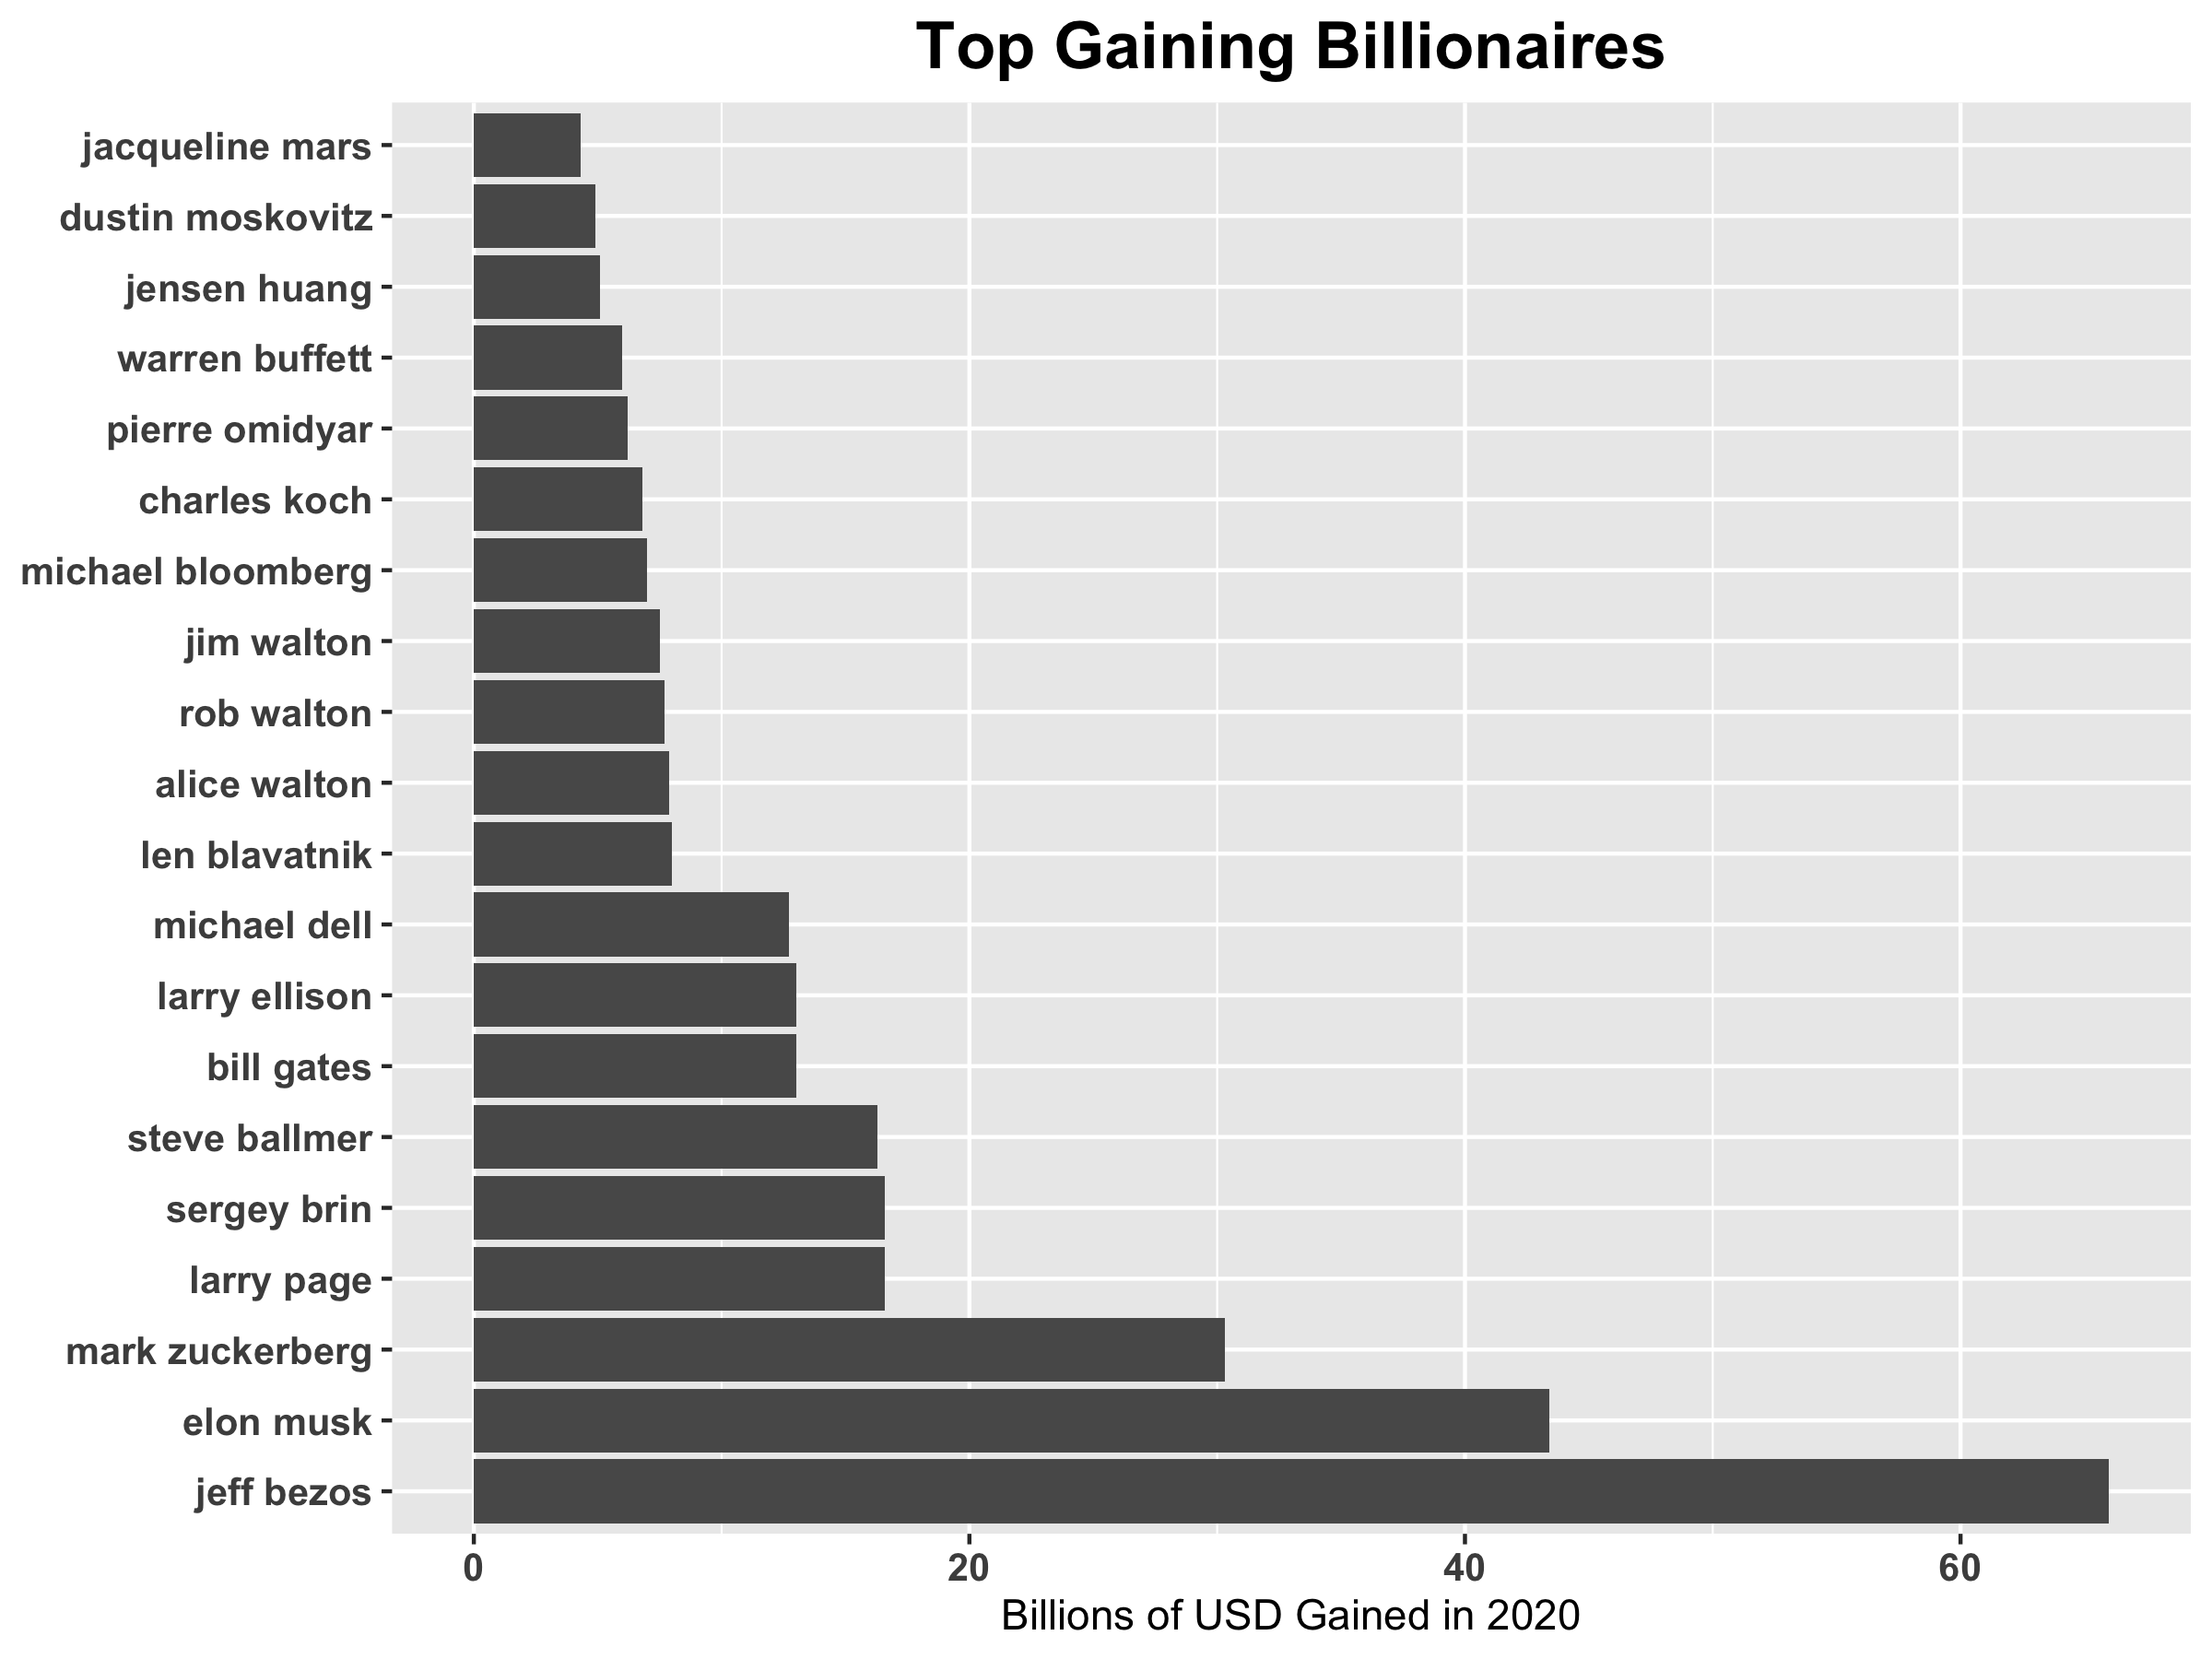 Top Gaining Billionaires
jacqueline mars
dustin moskovitz
jensen huang
warren buffett
pierre omidyar
charles koch
michael bloomberg
jim walton
rob walton
alice walton
len blavatnik
michael dell
larry ellison
bill gates
steve ballmer
sergey brin
larry page
mark zuckerberg
elon musk
jeff bezos
0 20 40 60
Billions of USD Gained in 2020